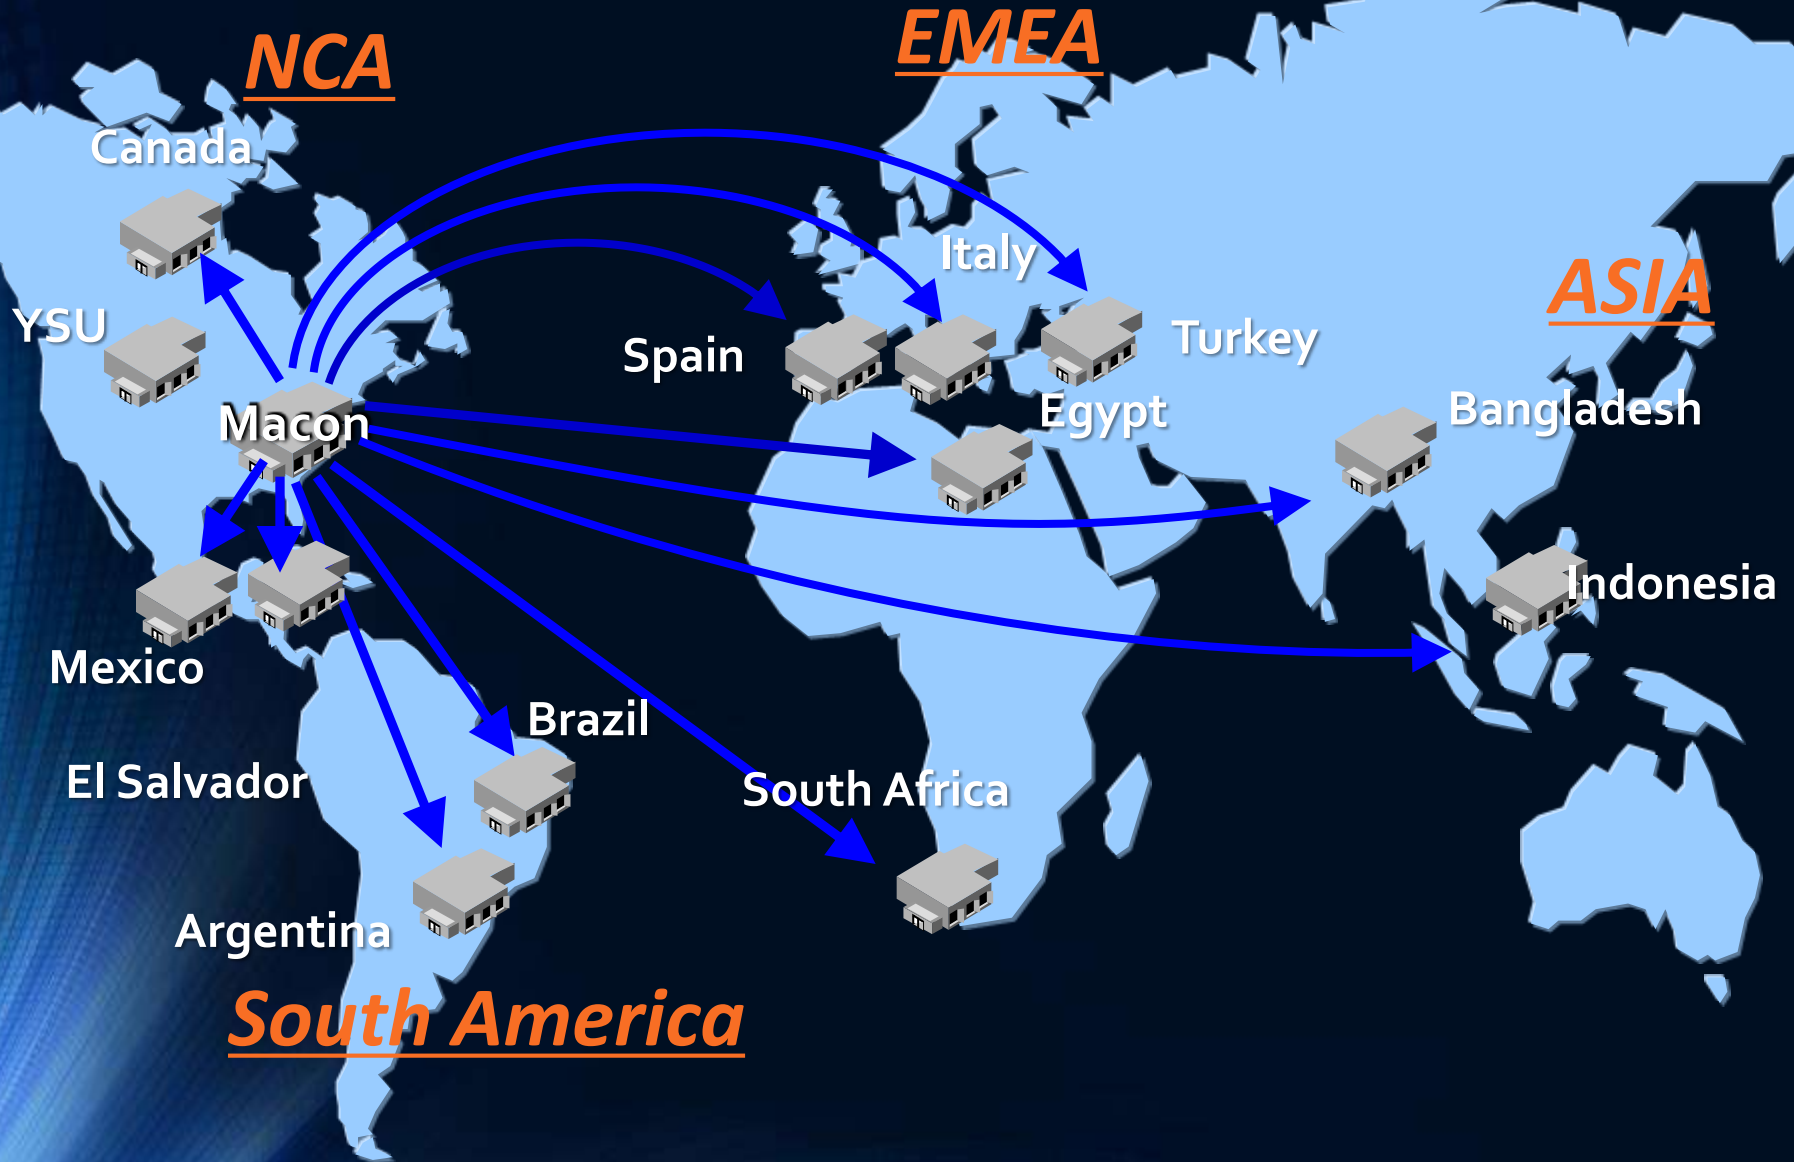 NCA
EMEA
Canada
Italy
ASIA
YSU
Spain
Turkey
Macon
Egypt
Bangladesh
Indonesia
Mexico
Brazil
El Salvador
South Africa
Argentina
South America